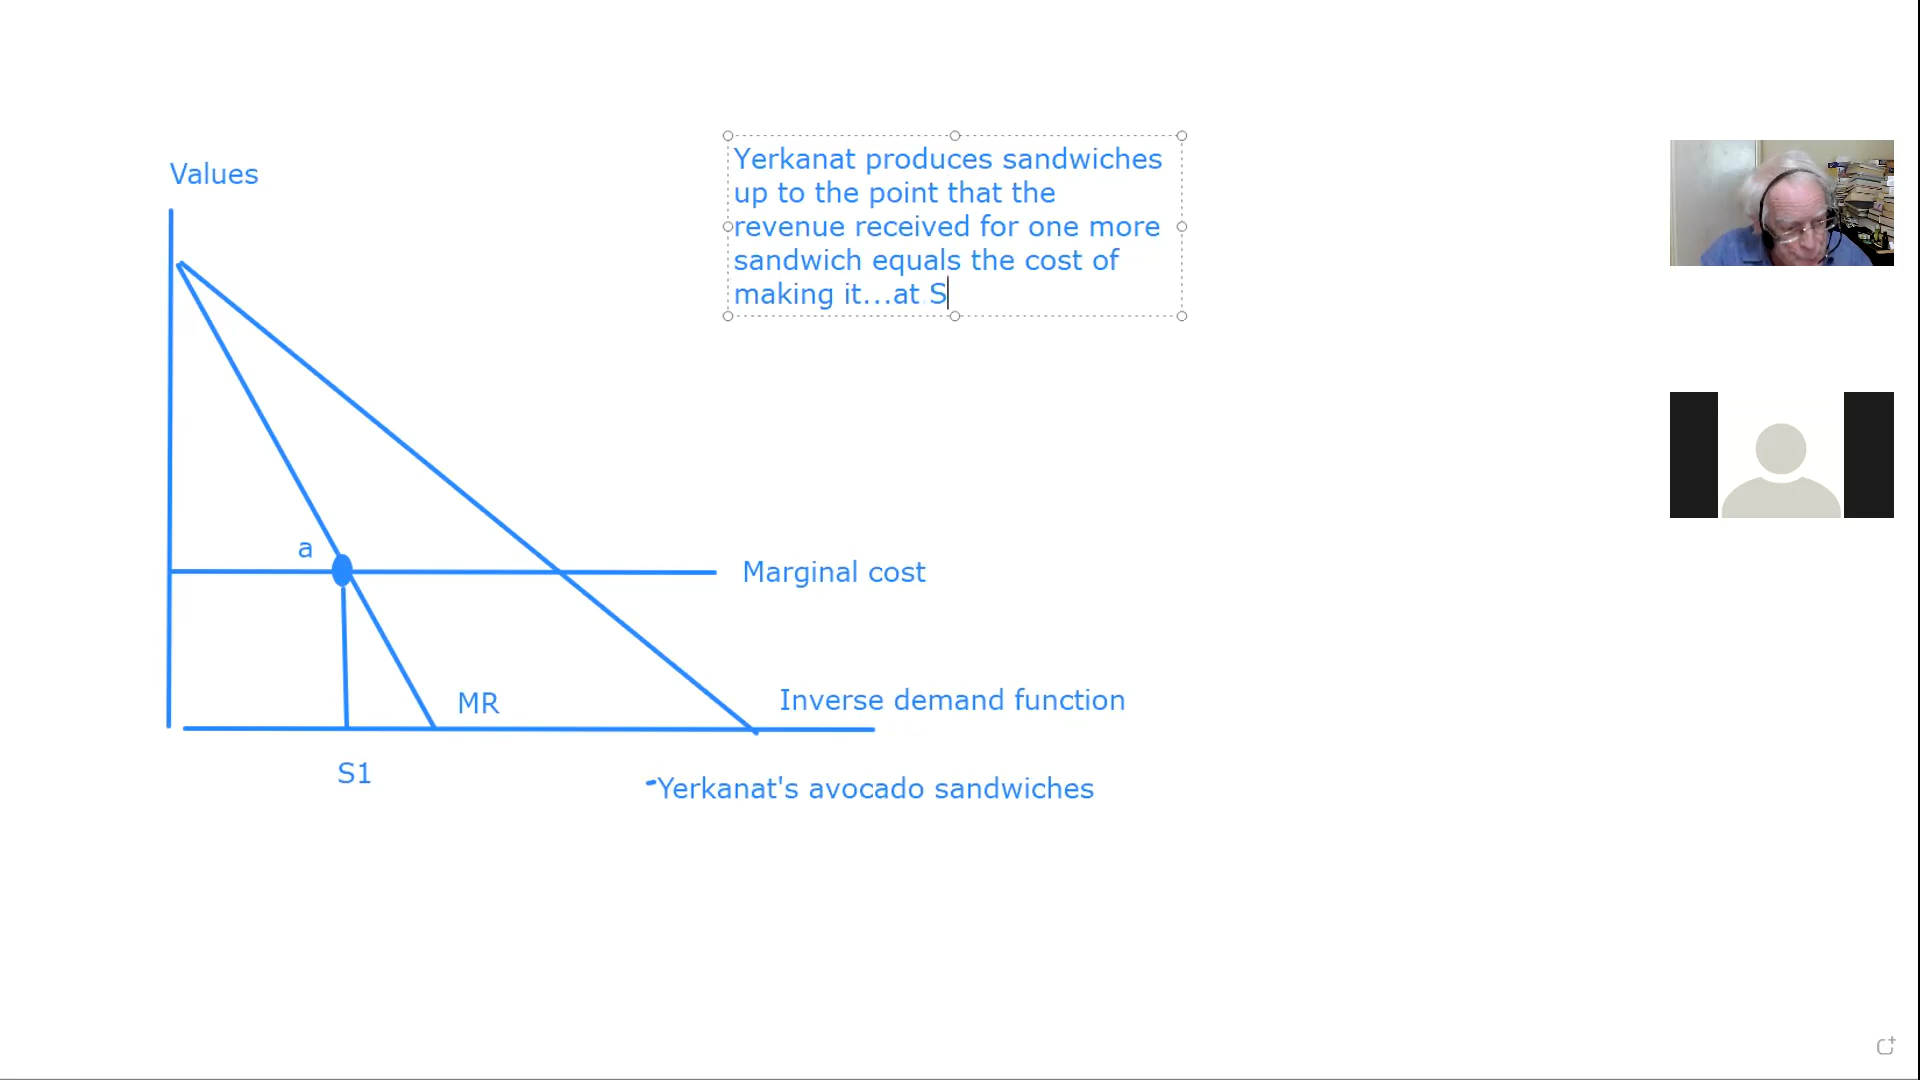 Values
Yerkanat produces sandwiches
up to the point that the
revenue received for one more
sandwich equals the cost of
making it...at S
a
Marginal cost
MR
Inverse demand function
S1
Yerkanat's avocado sandwiches